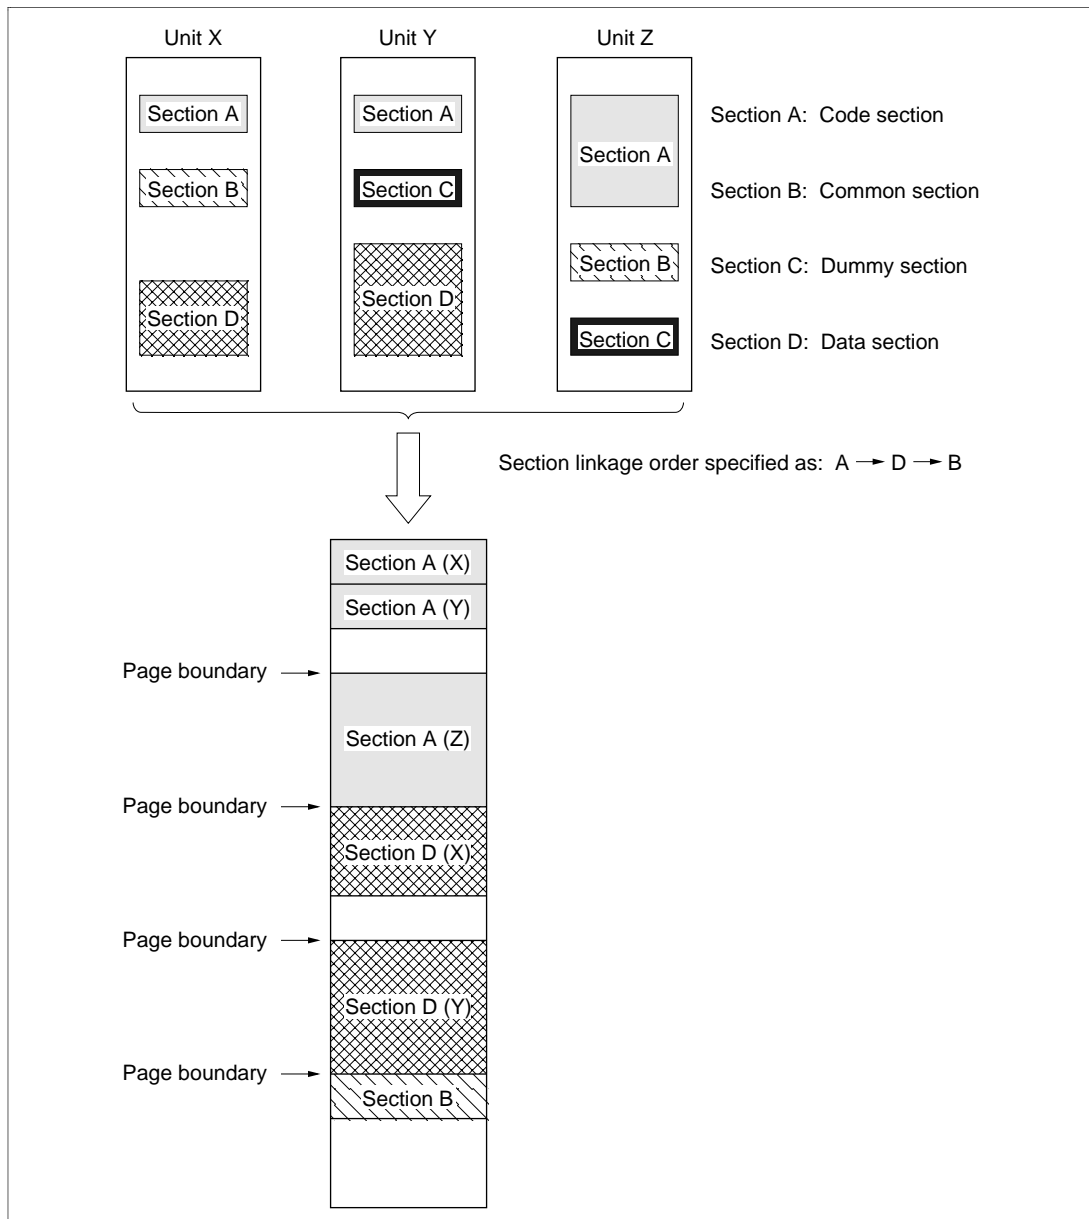 Unit X
Unit Y
Unit Z
Section A
Section B
Section D
Section A
Section C
Section D
Section A
Section B
Section C
Section A: Code section
Section B: Common section
Section C: Dummy section
Section D: Data section
Section linkage order specified as: A → D → B
Section A (X)
Section A (Y)
Page boundary
Section A (Z)
Page boundary
Section D (X)
Page boundary
Section D (Y)
Page boundary
Section B